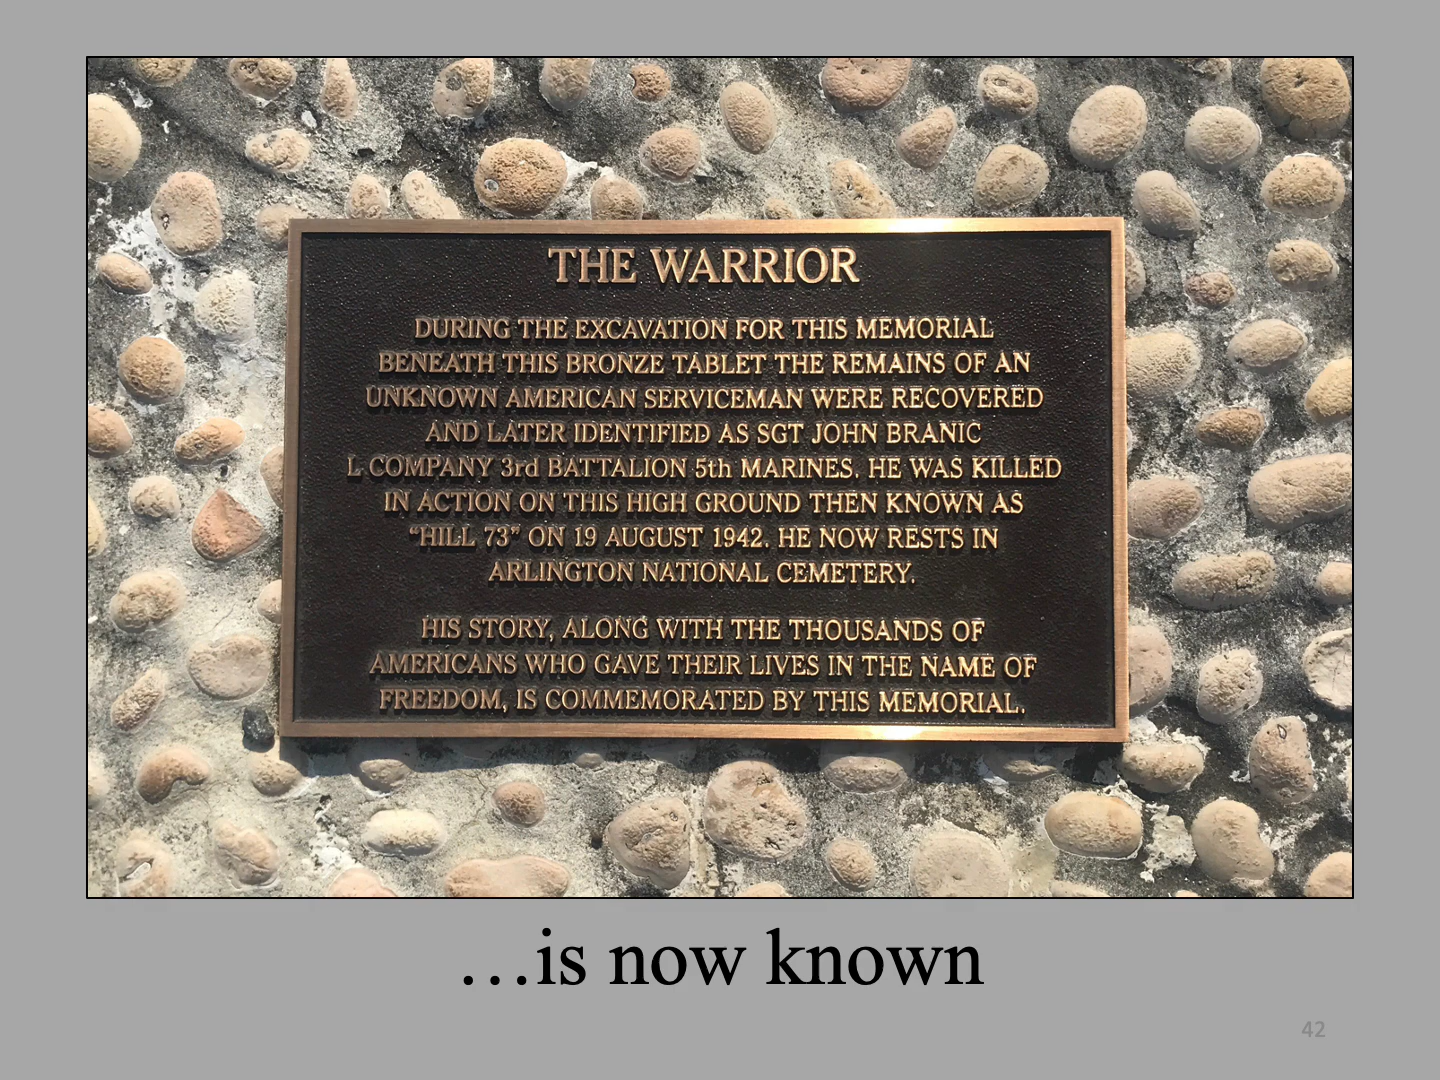 THE WARRIOR
DURING THE EXCAVATION FOR THIS MEMORIAL
BENEATH THIS BRONZE TABLET THE REMAINS OF AN
UNKNOWN AMERICAN SERVICEMAN WERE RECOVERED
AND LATER IDENTIFIED AS SGT JOHN BRANIC
L COMPANY 3rd BATTALION 5th MARINES. HE WAS KILLED
IN ACTION ON THIS HIGH GROUND THEN KNOWN AS
“HILL 73” ON 19 AUGUST 1942. HE NOW RESTS IN
ARLINGTON NATIONAL CEMETERY.
HIS STORY, ALONG WITH THE THOUSANDS OF
AMERICANS WHO GAVE THEIR LIVES IN THE NAME OF
FREEDOM, IS COMMEMORATED BY THIS MEMORIAL.
…is now known
42